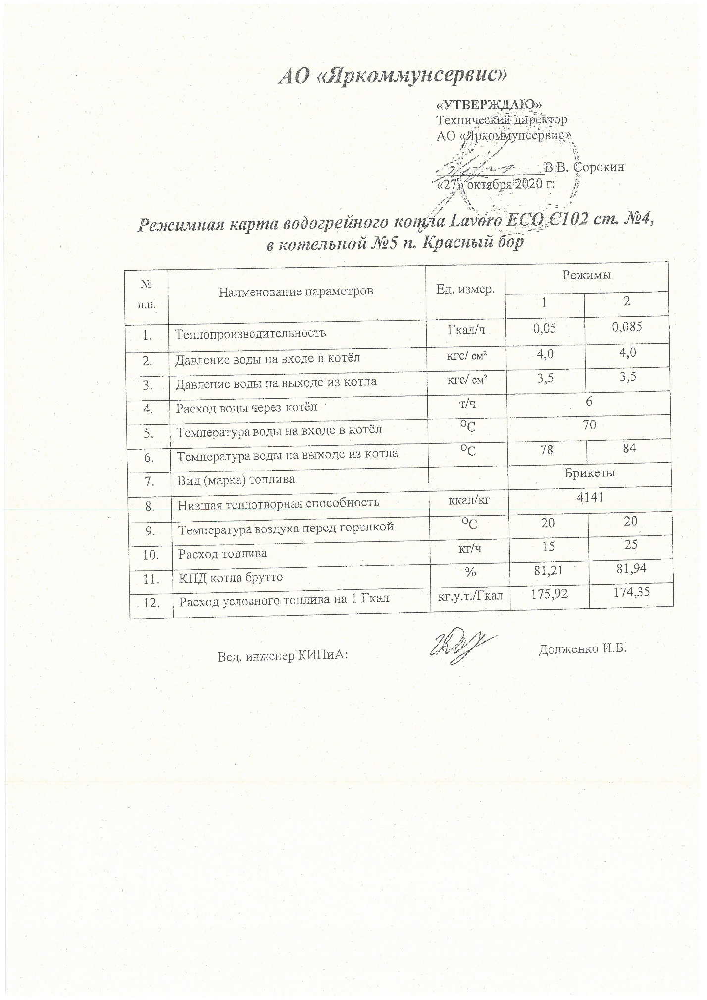 АО «Яркоммунсервис»
«УТВЕРЖДАЮ»
Технический директор
АО «Яркоммунсервис»
В.В. Сорокин
«27» октября 2020 г.
Режимная карта водогрейного котла Lavoro ECO C102 ст. №4,
в котельной №5 п. Красный бор
№ п.п. Наименование параметров Ед. измер. Режимы
1 2
1. Теплопроизводительность Гкал/ч 0,05 0,085
2. Давление воды на входе в котёл кгс/ см² 4,0 4,0
3. Давление воды на выходе из котла кгс/ см² 3,5 3,5
4. Расход воды через котёл т/ч 6
5. Температура воды на входе в котёл ⁰С 70
6. Температура воды на выходе из котла ⁰С 78 84
7. Вид (марка) топлива Брикеты
8. Низшая теплотворная способность ккал/кг 4141
9. Температура воздуха перед горелкой ⁰С 20 20
10. Расход топлива кг/ч 15 25
11. КПД котла брутто % 81,21 81,94
12. Расход условного топлива на 1 Гкал кг.у.т./Гкал 175,92 174,35
Вед. инженер КИПиА: Долженко И.Б.